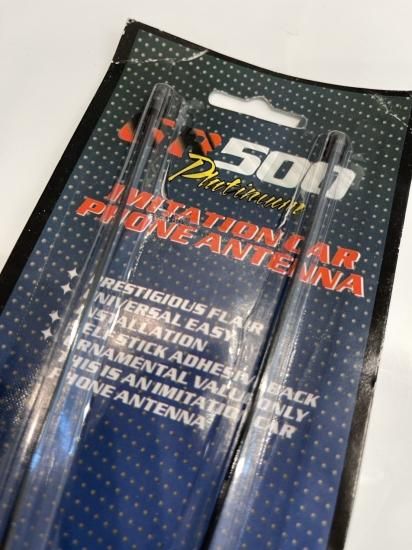 500
Platinum
IMITATION CAR
PHONE ANTENNA
PRESTIGIOUS FLAIR
UNIVERSAL EASY
INSTALLATION
SELF-STICK ADHESIVE BACK
ORNAMENTAL VALUE ONLY
THIS IS AN IMITATION CAR
PHONE ANTENNA